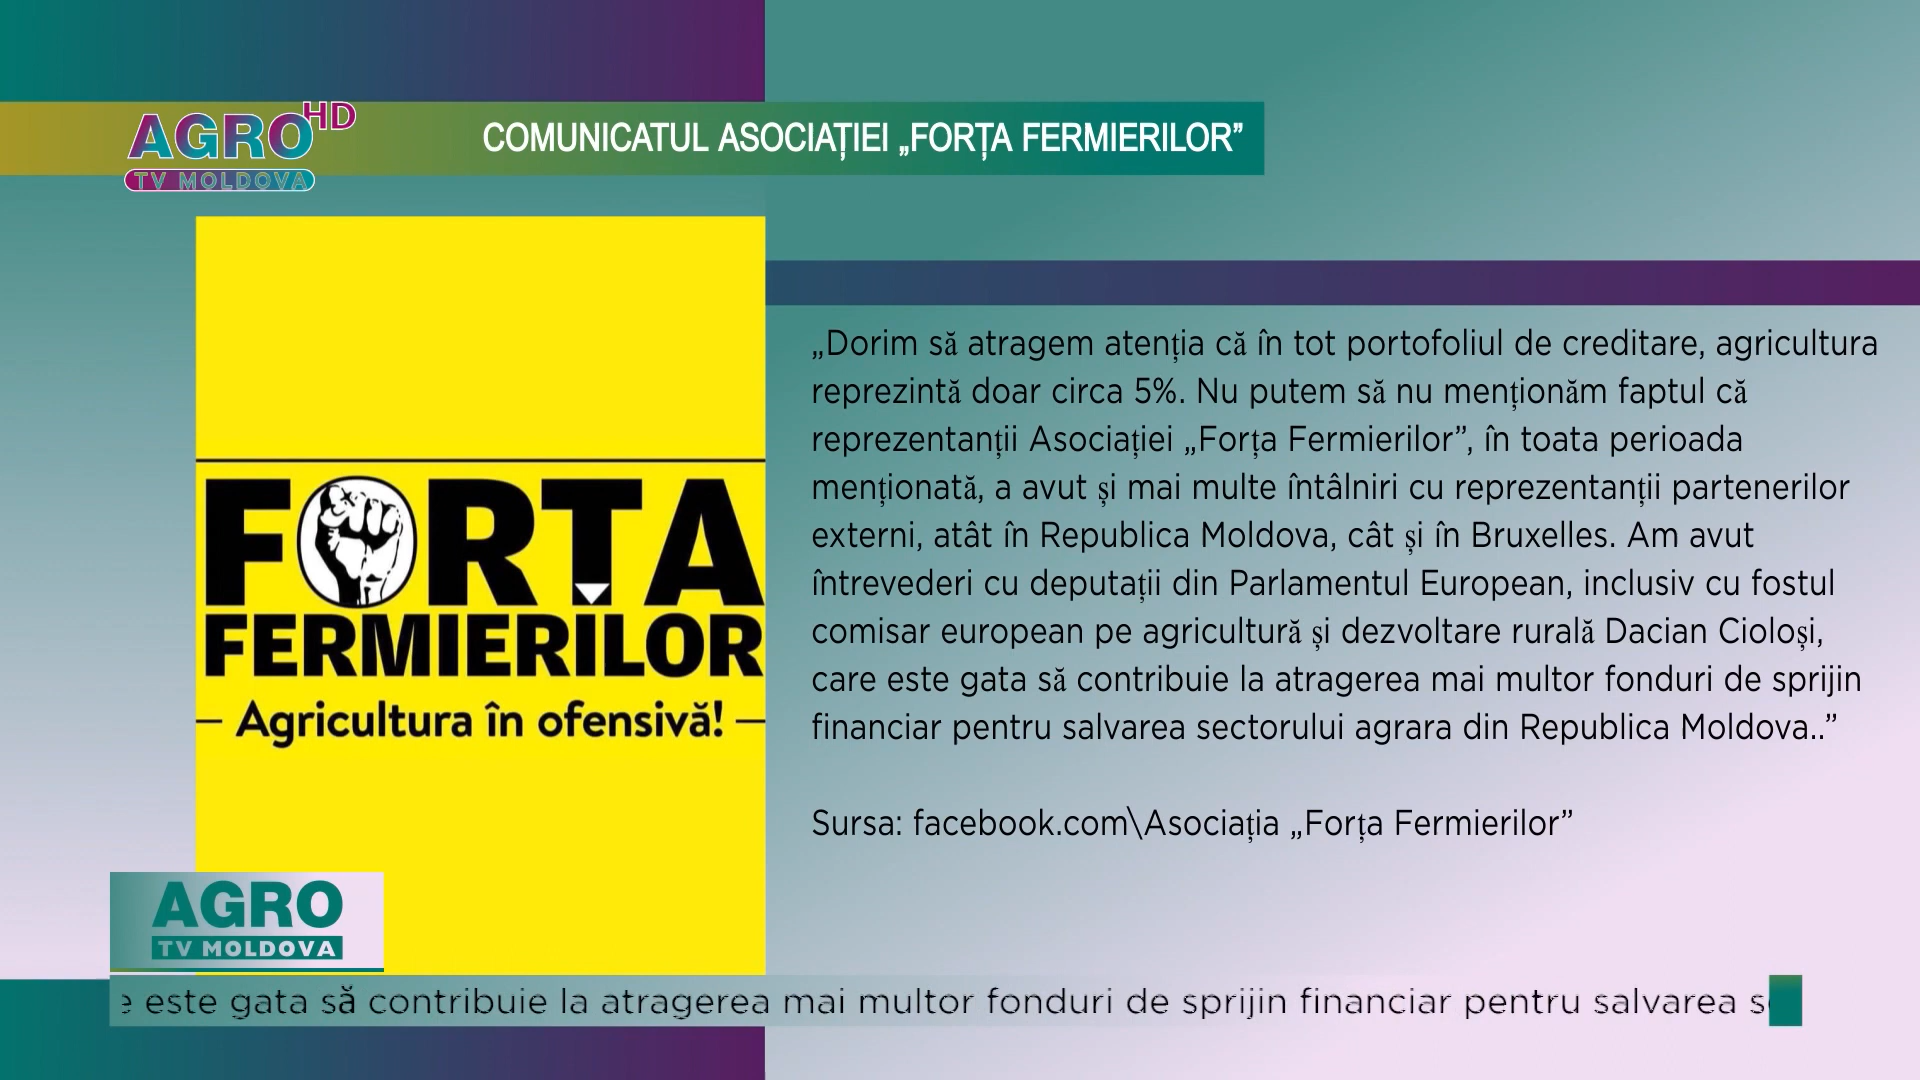 AGRO HD
TV MOLDOVA
COMUNICATUL ASOCIAȚIEI „FORȚA FERMIERILOR”
FORȚA
FERMIERILOR
— Agricultura în ofensivă! —
„Dorim să atragem atenția că în tot portofoliul de creditare, agricultura
reprezintă doar circa 5%. Nu putem să nu menționăm faptul că
reprezentanții Asociației „Forța Fermierilor”, în toata perioada
menționată, a avut și mai multe întâlniri cu reprezentanții partenerilor
externi, atât în Republica Moldova, cât și în Bruxelles. Am avut
întrevederi cu deputații din Parlamentul European, inclusiv cu fostul
comisar european pe agricultură și dezvoltare rurală Dacian Cioloși,
care este gata să contribuie la atragerea mai multor fonduri de sprijin
financiar pentru salvarea sectorului agrara din Republica Moldova..”
Sursa: facebook.com\Asociația „Forța Fermierilor”
AGRO
TV MOLDOVA
este gata să contribuie la atragerea mai multor fonduri de sprijin financiar pentru salvarea